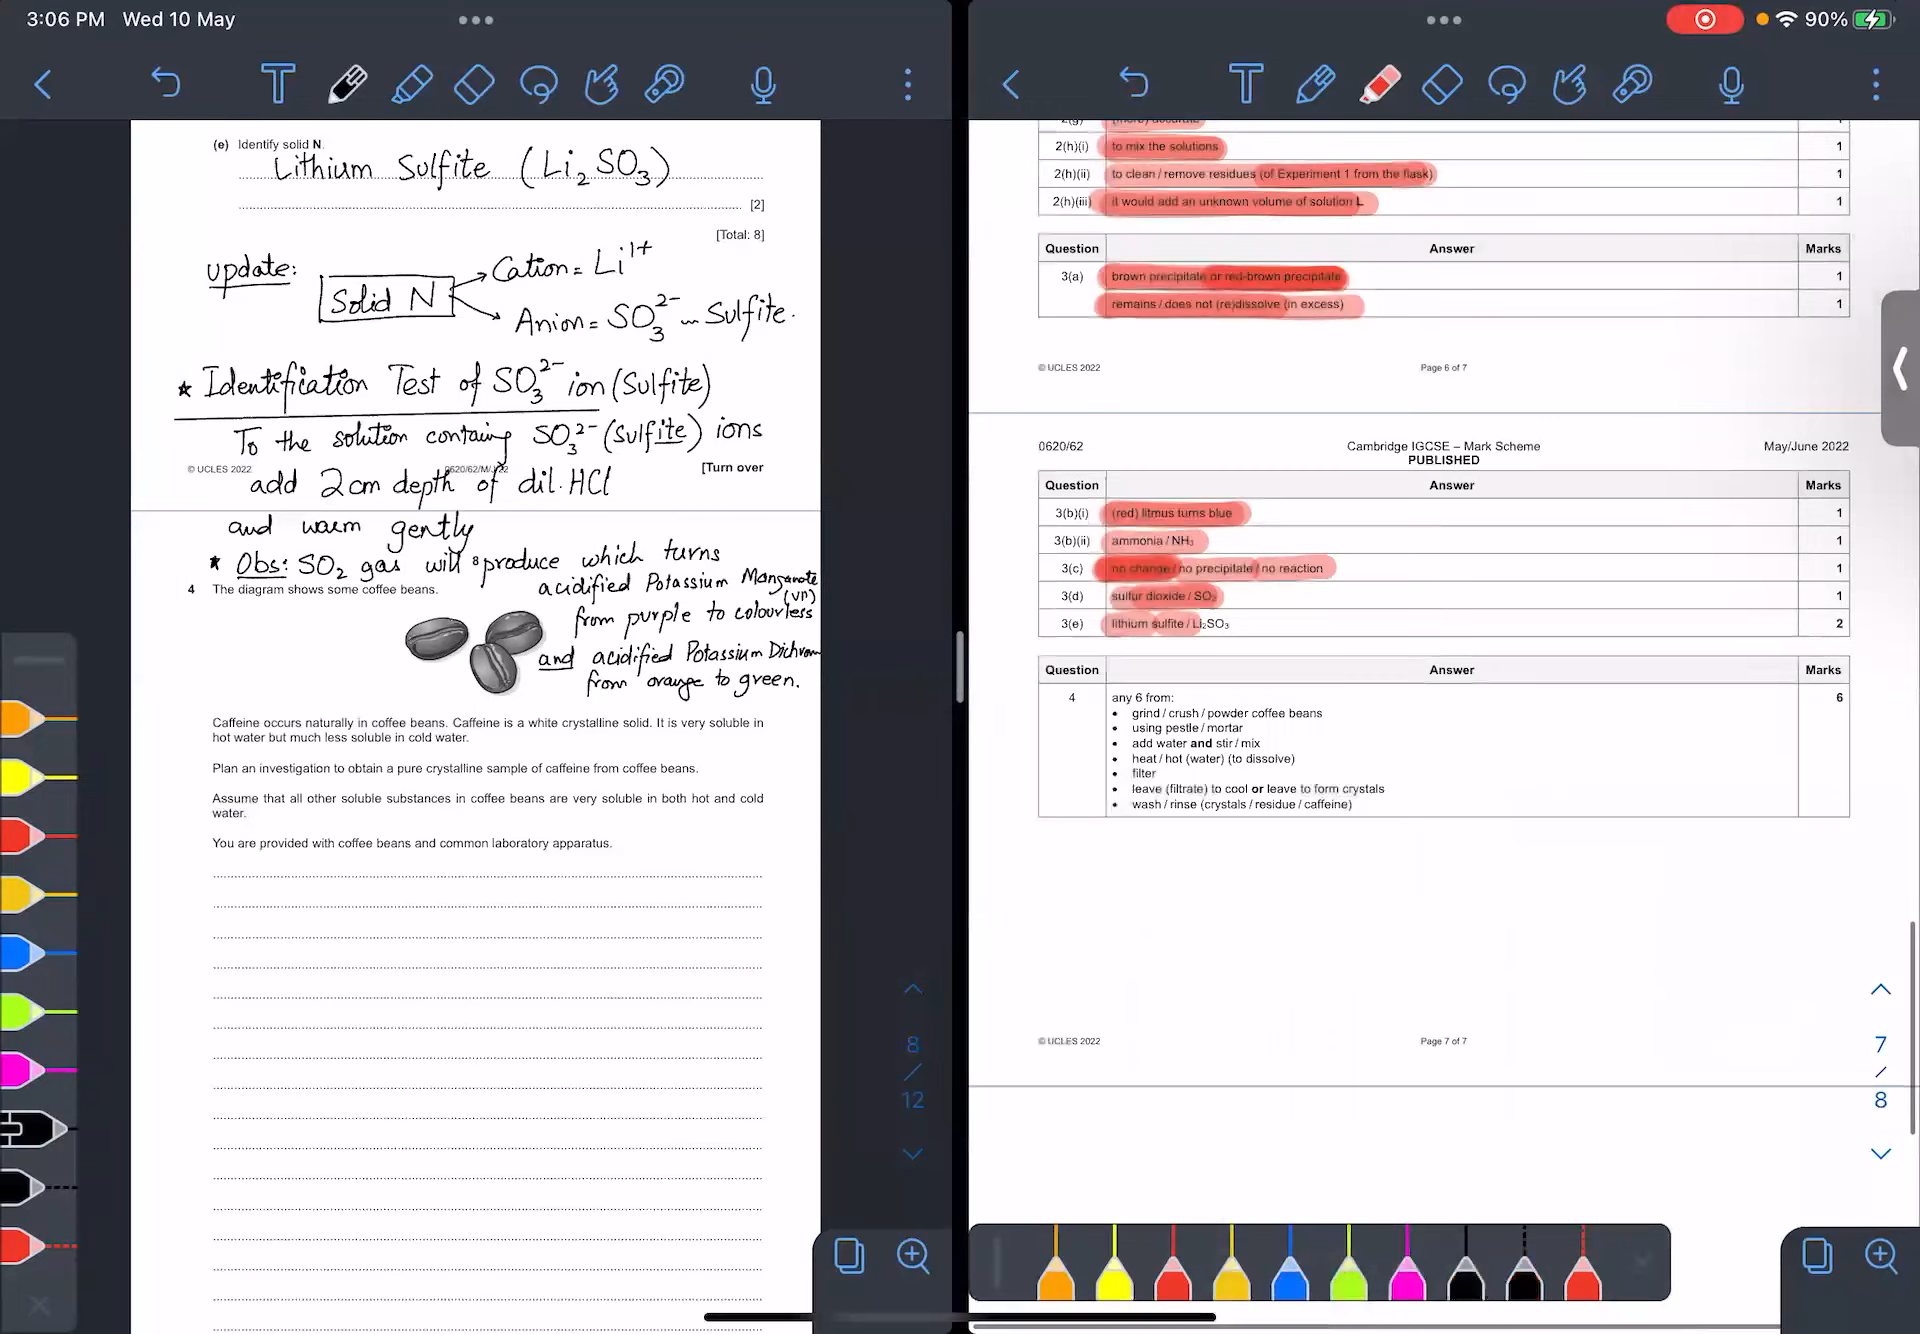 3:06 PM Wed 10 May
90%
(e) Identify solid N.
Lithium Sulfite (Li₂SO₃)
[2]
[Total: 8]
update:
Solid N
Cation = Li¹⁺
Anion = SO₃²⁻ ~ Sulfite.
* Identification Test of SO₃²⁻ ion (Sulfite)
To the solution containg SO₃²⁻ (Sulfite) ions
© UCLES 2022
[Turn over
add 2cm depth of dil. HCl
and warm gently
* Obs: SO₂ gas will produce which turns
8
acidified Potassium Manganate
(VII)
4 The diagram shows some coffee beans.
from purple to colourless
and acidified Potassium Dichrom
from orange to green.
Caffeine occurs naturally in coffee beans. Caffeine is a white crystalline solid. It is very soluble in
hot water but much less soluble in cold water.
Plan an investigation to obtain a pure crystalline sample of caffeine from coffee beans.
Assume that all other soluble substances in coffee beans are very soluble in both hot and cold
water.
You are provided with coffee beans and common laboratory apparatus.
8
/
12
2(h)(i) to mix the solutions 1
2(h)(ii) to clean / remove residues (of Experiment 1 from the flask) 1
2(h)(iii) it would add an unknown volume of solution L 1
Question Answer Marks
3(a) brown precipitate or red-brown precipitate 1
remains / does not (re)dissolve (in excess) 1
© UCLES 2022 Page 6 of 7
0620/62 Cambridge IGCSE – Mark Scheme May/June 2022
PUBLISHED
Question Answer Marks
3(b)(i) (red) litmus turns blue 1
3(b)(ii) ammonia / NH₃ 1
3(c) no change / no precipitate / no reaction 1
3(d) sulfur dioxide / SO₂ 1
3(e) lithium sulfite / Li₂SO₃ 2
Question Answer Marks
4 any 6 from: 6
• grind / crush / powder coffee beans
• using pestle / mortar
• add water and stir / mix
• heat / hot (water) (to dissolve)
• filter
• leave (filtrate) to cool or leave to form crystals
• wash / rinse (crystals / residue / caffeine)
© UCLES 2022 Page 7 of 7
7
/
8